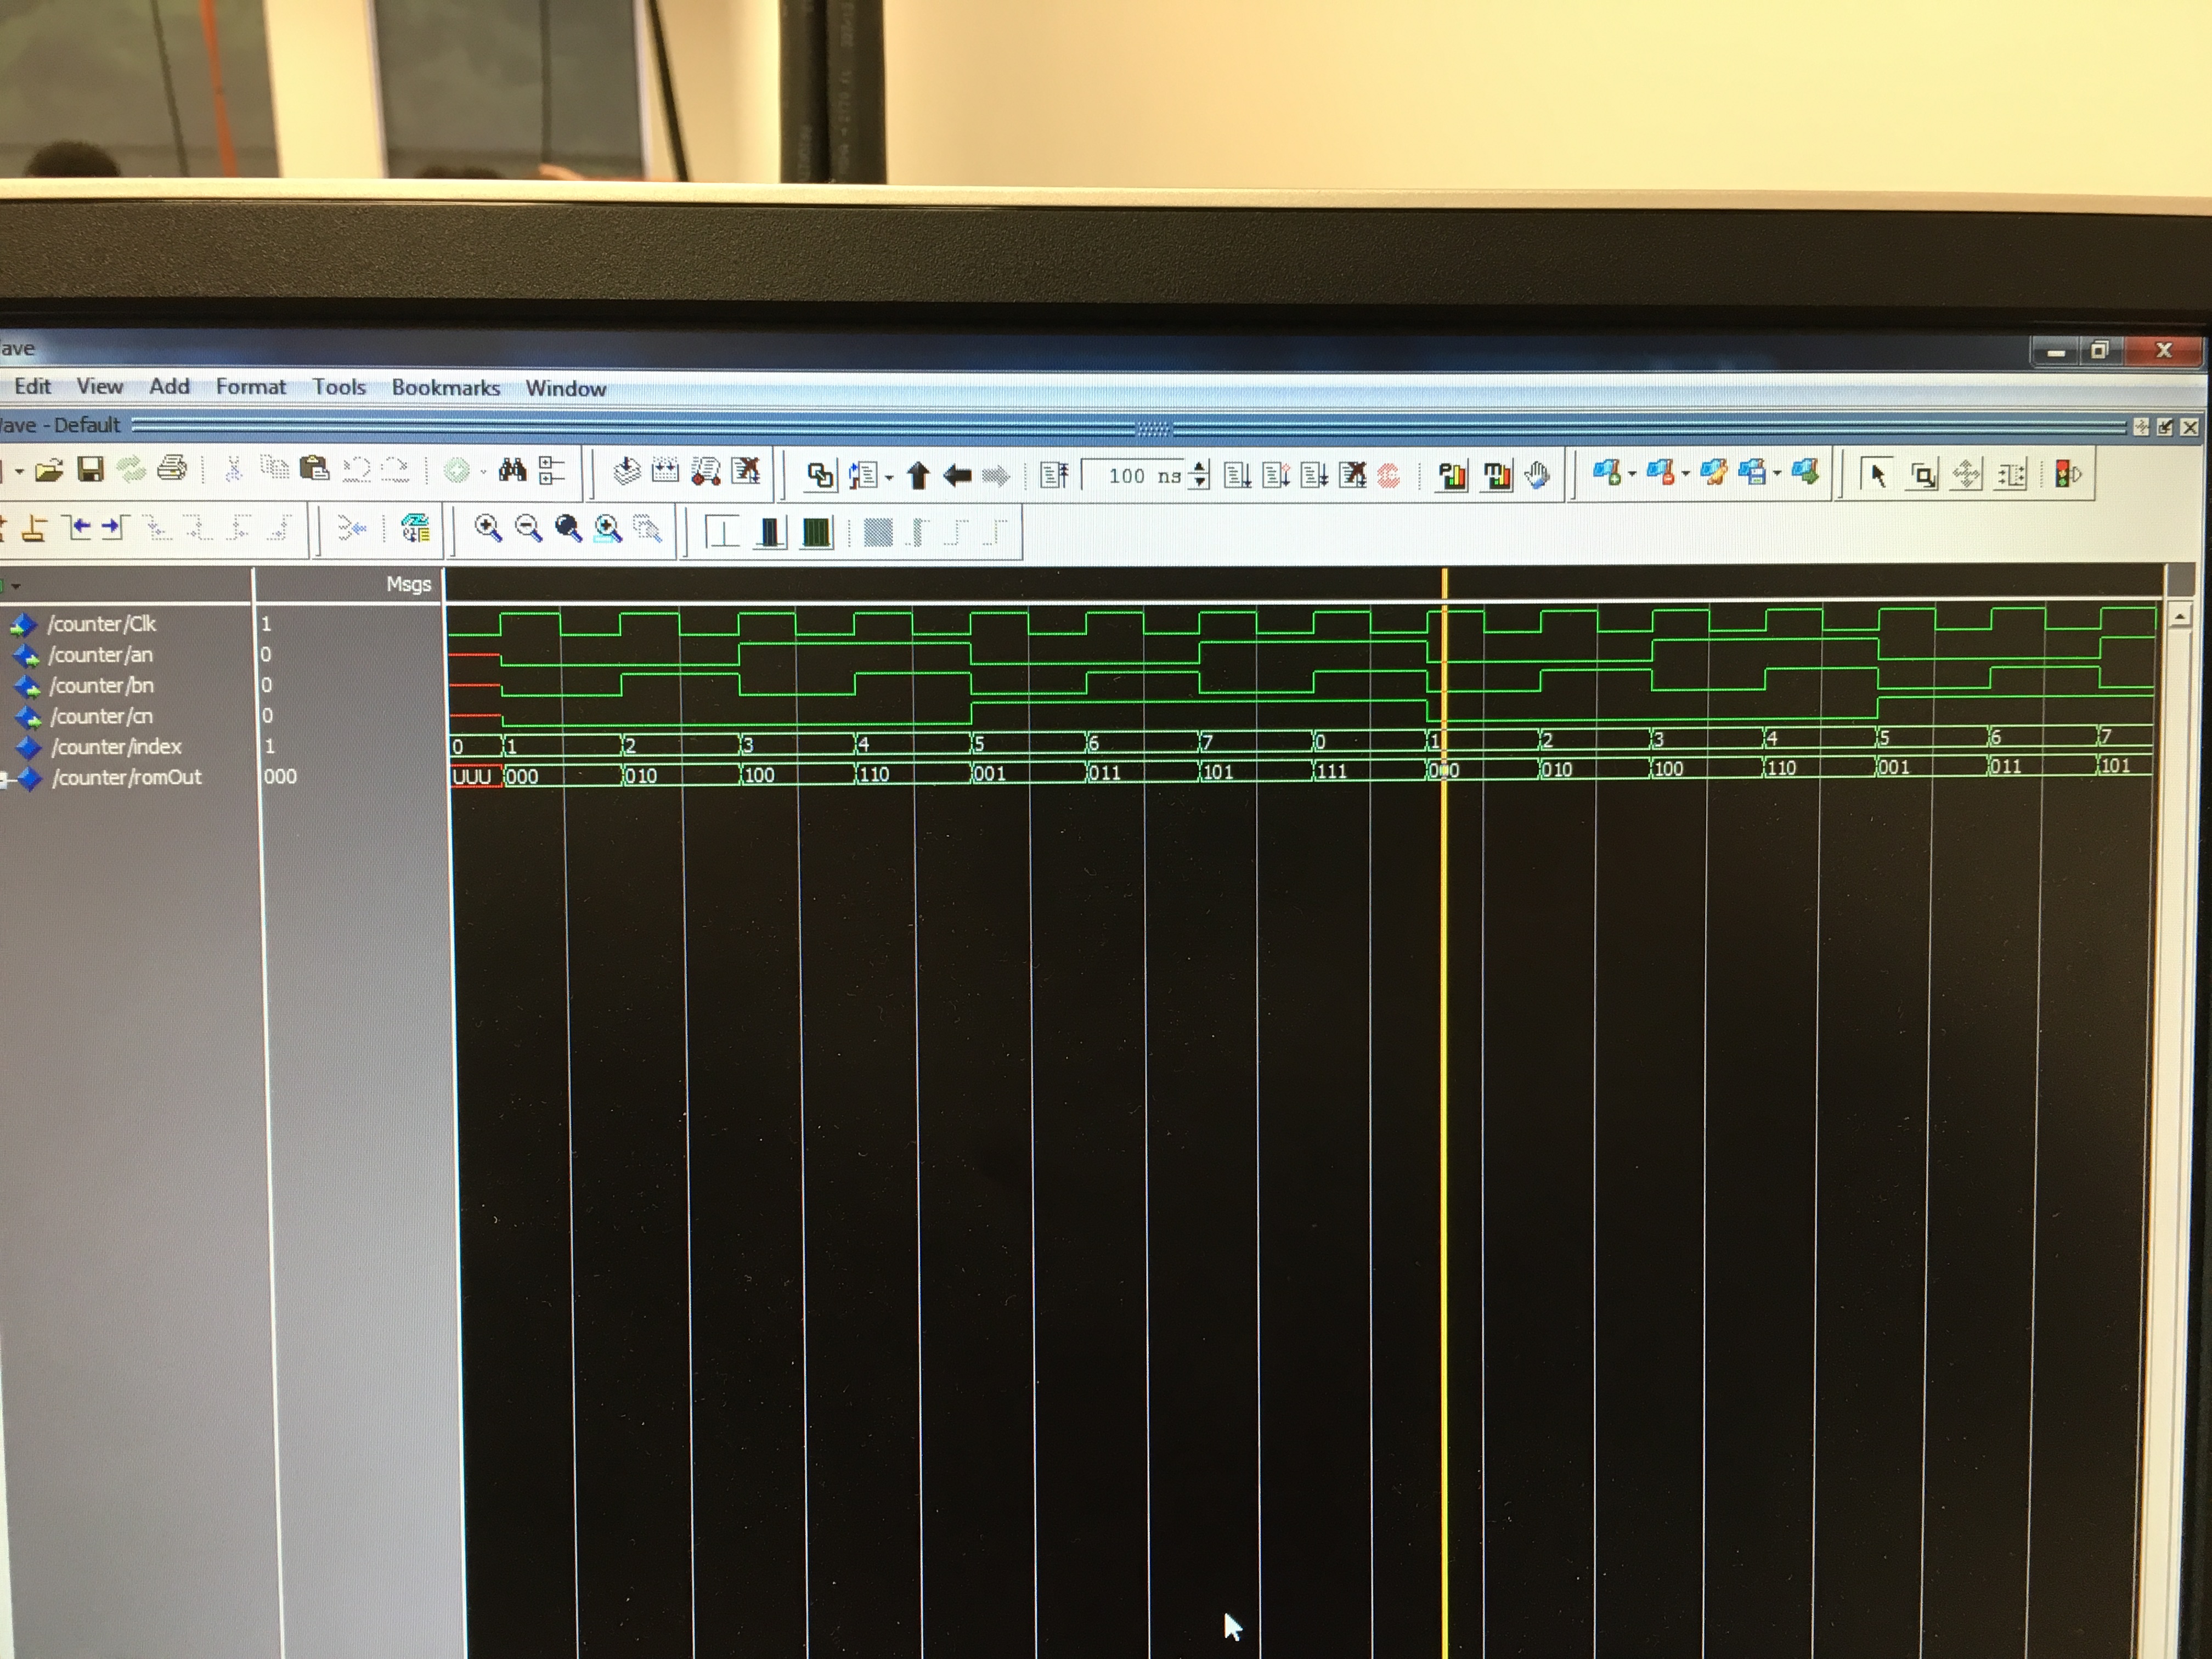 ave
Edit View Add Format Tools Bookmarks Window
ave - Default
100 ns
Msgs
/counter/Clk 1
/counter/an 0
/counter/bn 0
/counter/cn 0
/counter/index 1 0 1 2 3 4 5 6 7 0 1 2 3 4 5 6 7
/counter/romOut 000 UUU 000 010 100 110 001 011 101 111 000 010 100 110 001 011 101